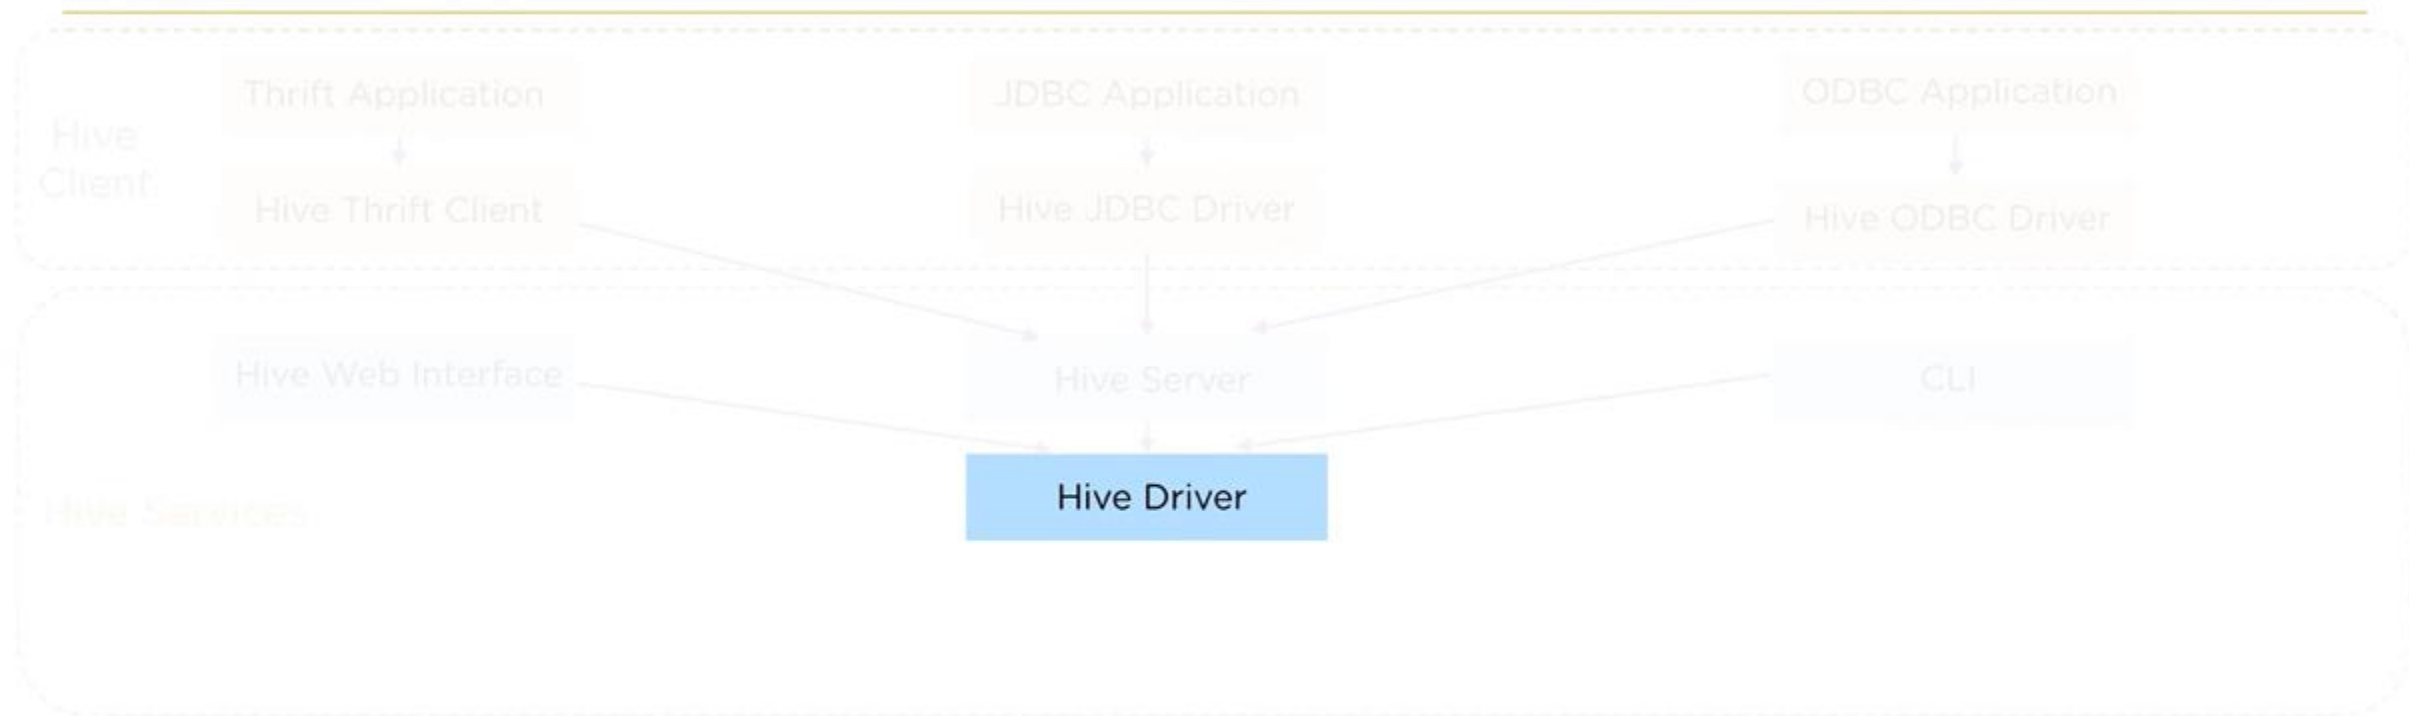 Thrift Application
JDBC Application
ODBC Application
Hive
Client
Hive Thrift Client
Hive JDBC Driver
Hive ODBC Driver
Hive Web Interface
Hive Server
CLI
Hive Driver
Hive Services